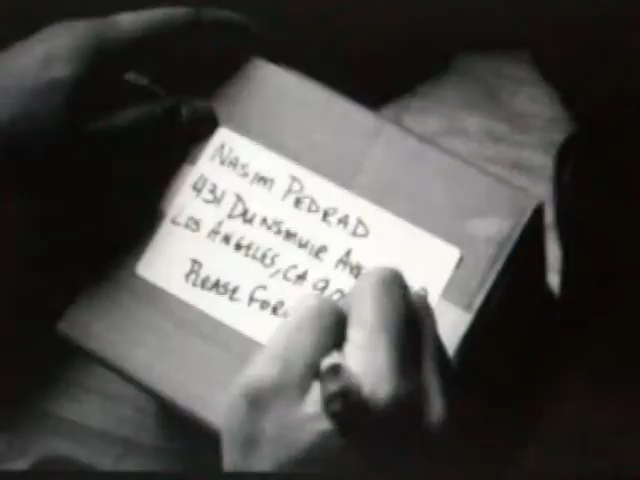 NASIM PEDRAD
431 DUNSMUIR
LOS ANGELES, CA
PLEASE